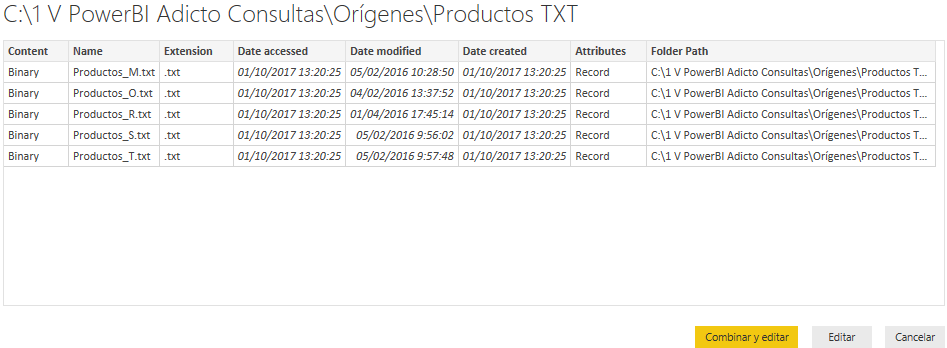 C:\1 V PowerBI Adicto Consultas\Orígenes\Productos TXT
Content Name Extension Date accessed Date modified Date created Attributes Folder Path
Binary Productos_M.txt .txt 01/10/2017 13:20:25 05/02/2016 10:28:50 01/10/2017 13:20:25 Record C:\1 V PowerBI Adicto Consultas\Orígenes\Productos T...
Binary Productos_O.txt .txt 01/10/2017 13:20:25 04/02/2016 13:37:52 01/10/2017 13:20:25 Record C:\1 V PowerBI Adicto Consultas\Orígenes\Productos T...
Binary Productos_R.txt .txt 01/10/2017 13:20:25 01/04/2016 17:45:14 01/10/2017 13:20:25 Record C:\1 V PowerBI Adicto Consultas\Orígenes\Productos T...
Binary Productos_S.txt .txt 01/10/2017 13:20:25 05/02/2016 9:56:02 01/10/2017 13:20:25 Record C:\1 V PowerBI Adicto Consultas\Orígenes\Productos T...
Binary Productos_T.txt .txt 01/10/2017 13:20:25 05/02/2016 9:57:48 01/10/2017 13:20:25 Record C:\1 V PowerBI Adicto Consultas\Orígenes\Productos T...
Combinar y editar Editar Cancelar